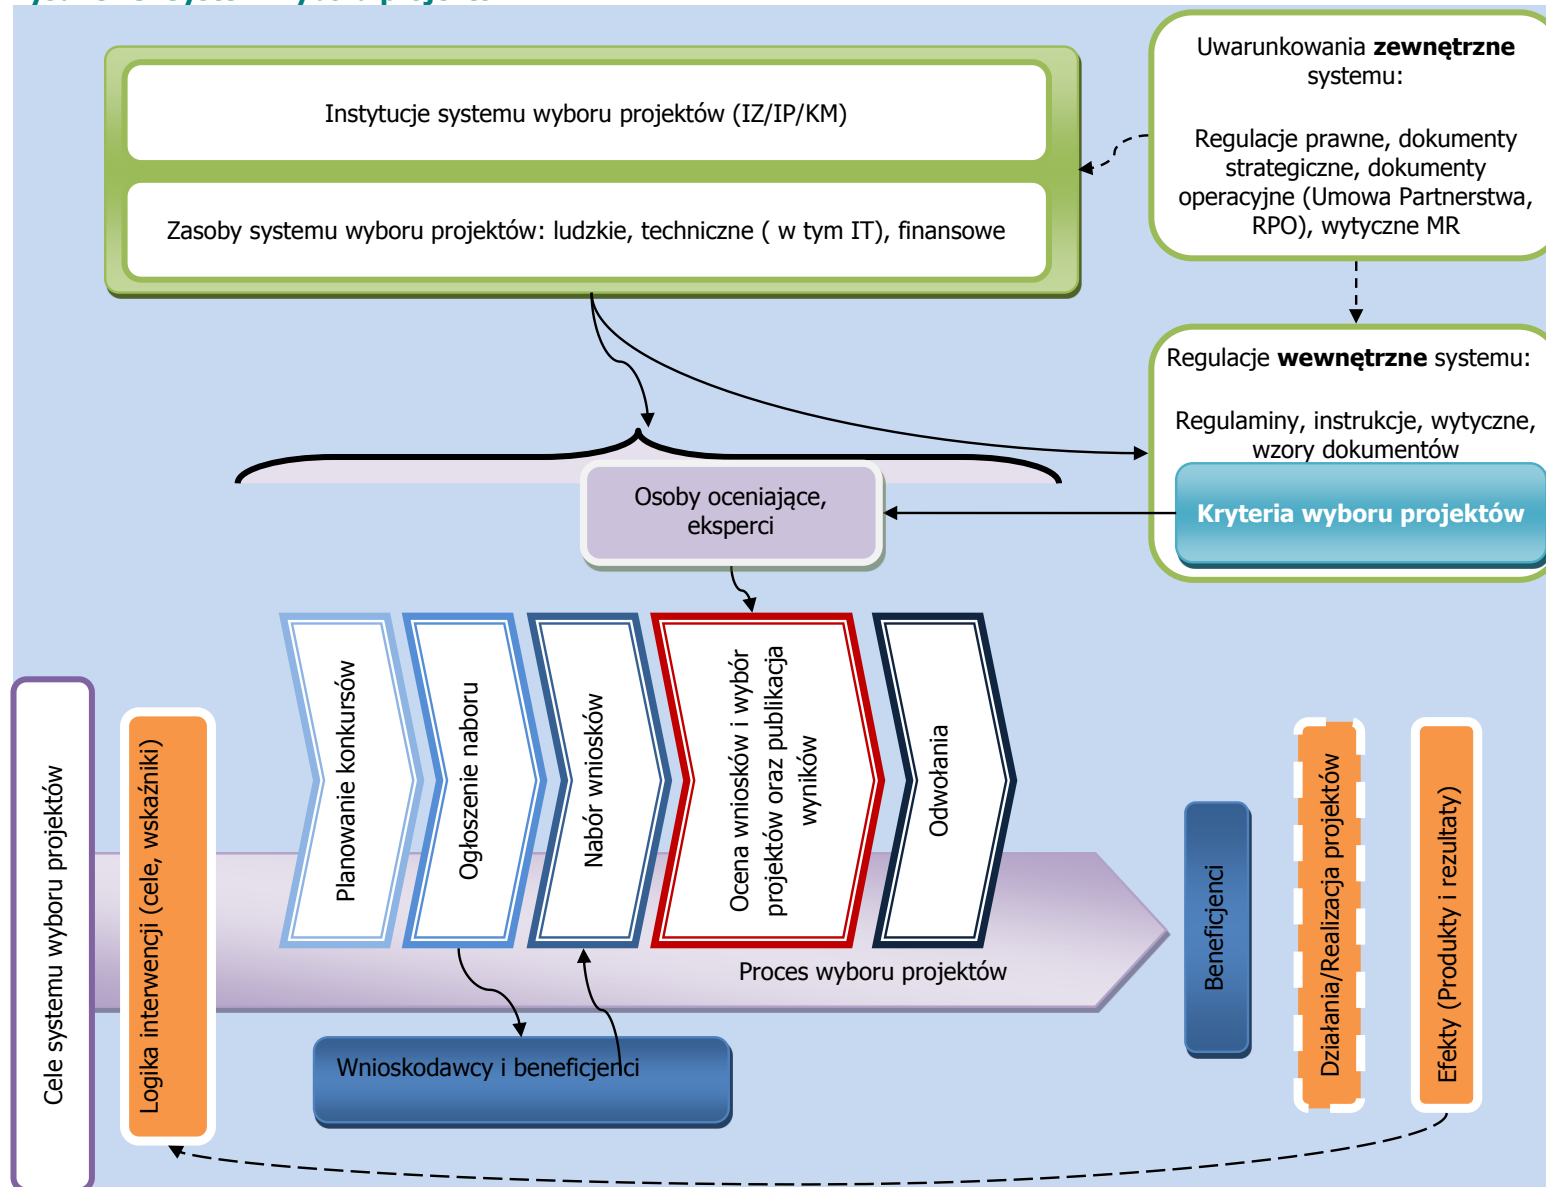 Uwarunkowania zewnętrzne
systemu:
Regulacje prawne, dokumenty
strategiczne, dokumenty
operacyjne (Umowa Partnerstwa,
RPO), wytyczne MR
Instytucje systemu wyboru projektów (IZ/IP/KM)
Zasoby systemu wyboru projektów: ludzkie, techniczne ( w tym IT), finansowe
Regulacje wewnętrzne systemu:
Regulaminy, instrukcje, wytyczne,
wzory dokumentów
Kryteria wyboru projektów
Osoby oceniające,
eksperci
Cele systemu wyboru projektów
Logika interwencji (cele, wskaźniki)
Planowanie konkursów
Ogłoszenie naboru
Nabór wniosków
Ocena wniosków i wybór
projektów oraz publikacja
wyników
Odwołania
Proces wyboru projektów
Wnioskodawcy i beneficjenci
Beneficjenci
Działania/Realizacja projektów
Efekty (Produkty i rezultaty)